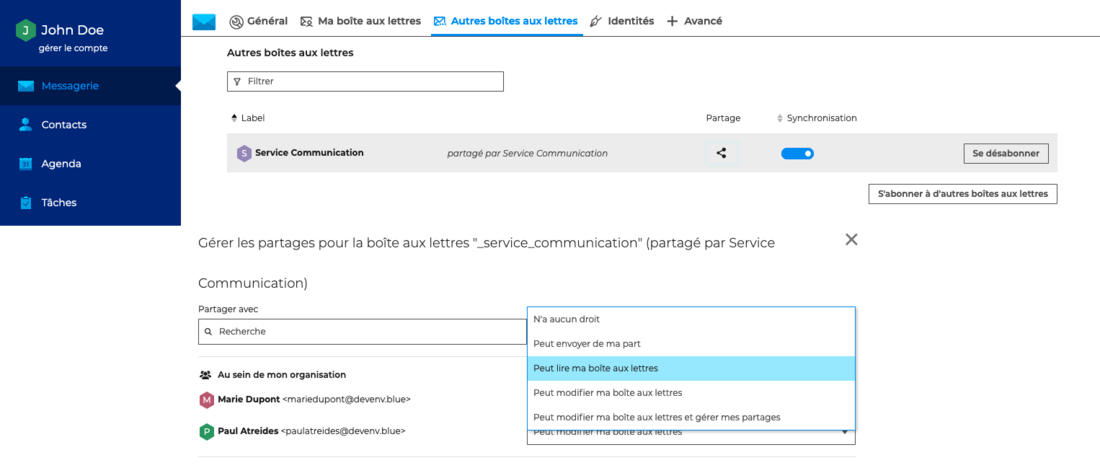 J John Doe
gérer le compte
Messagerie
Contacts
Agenda
Tâches
Général Ma boîte aux lettres Autres boîtes aux lettres Identités Avancé
Autres boîtes aux lettres
Filtrer
Label Partage Synchronisation
S Service Communication partagé par Service Communication Se désabonner
S'abonner à d'autres boîtes aux lettres
Gérer les partages pour la boîte aux lettres "_service_communication" (partagé par Service
Communication)
Partager avec
Recherche
N'a aucun droit
Peut envoyer de ma part
Peut lire ma boîte aux lettres
Peut modifier ma boîte aux lettres
Peut modifier ma boîte aux lettres et gérer mes partages
Au sein de mon organisation
M Marie Dupont <mariedupont@devenv.blue>
P Paul Atreides <paulatreides@devenv.blue> Peut modifier ma boîte aux lettres